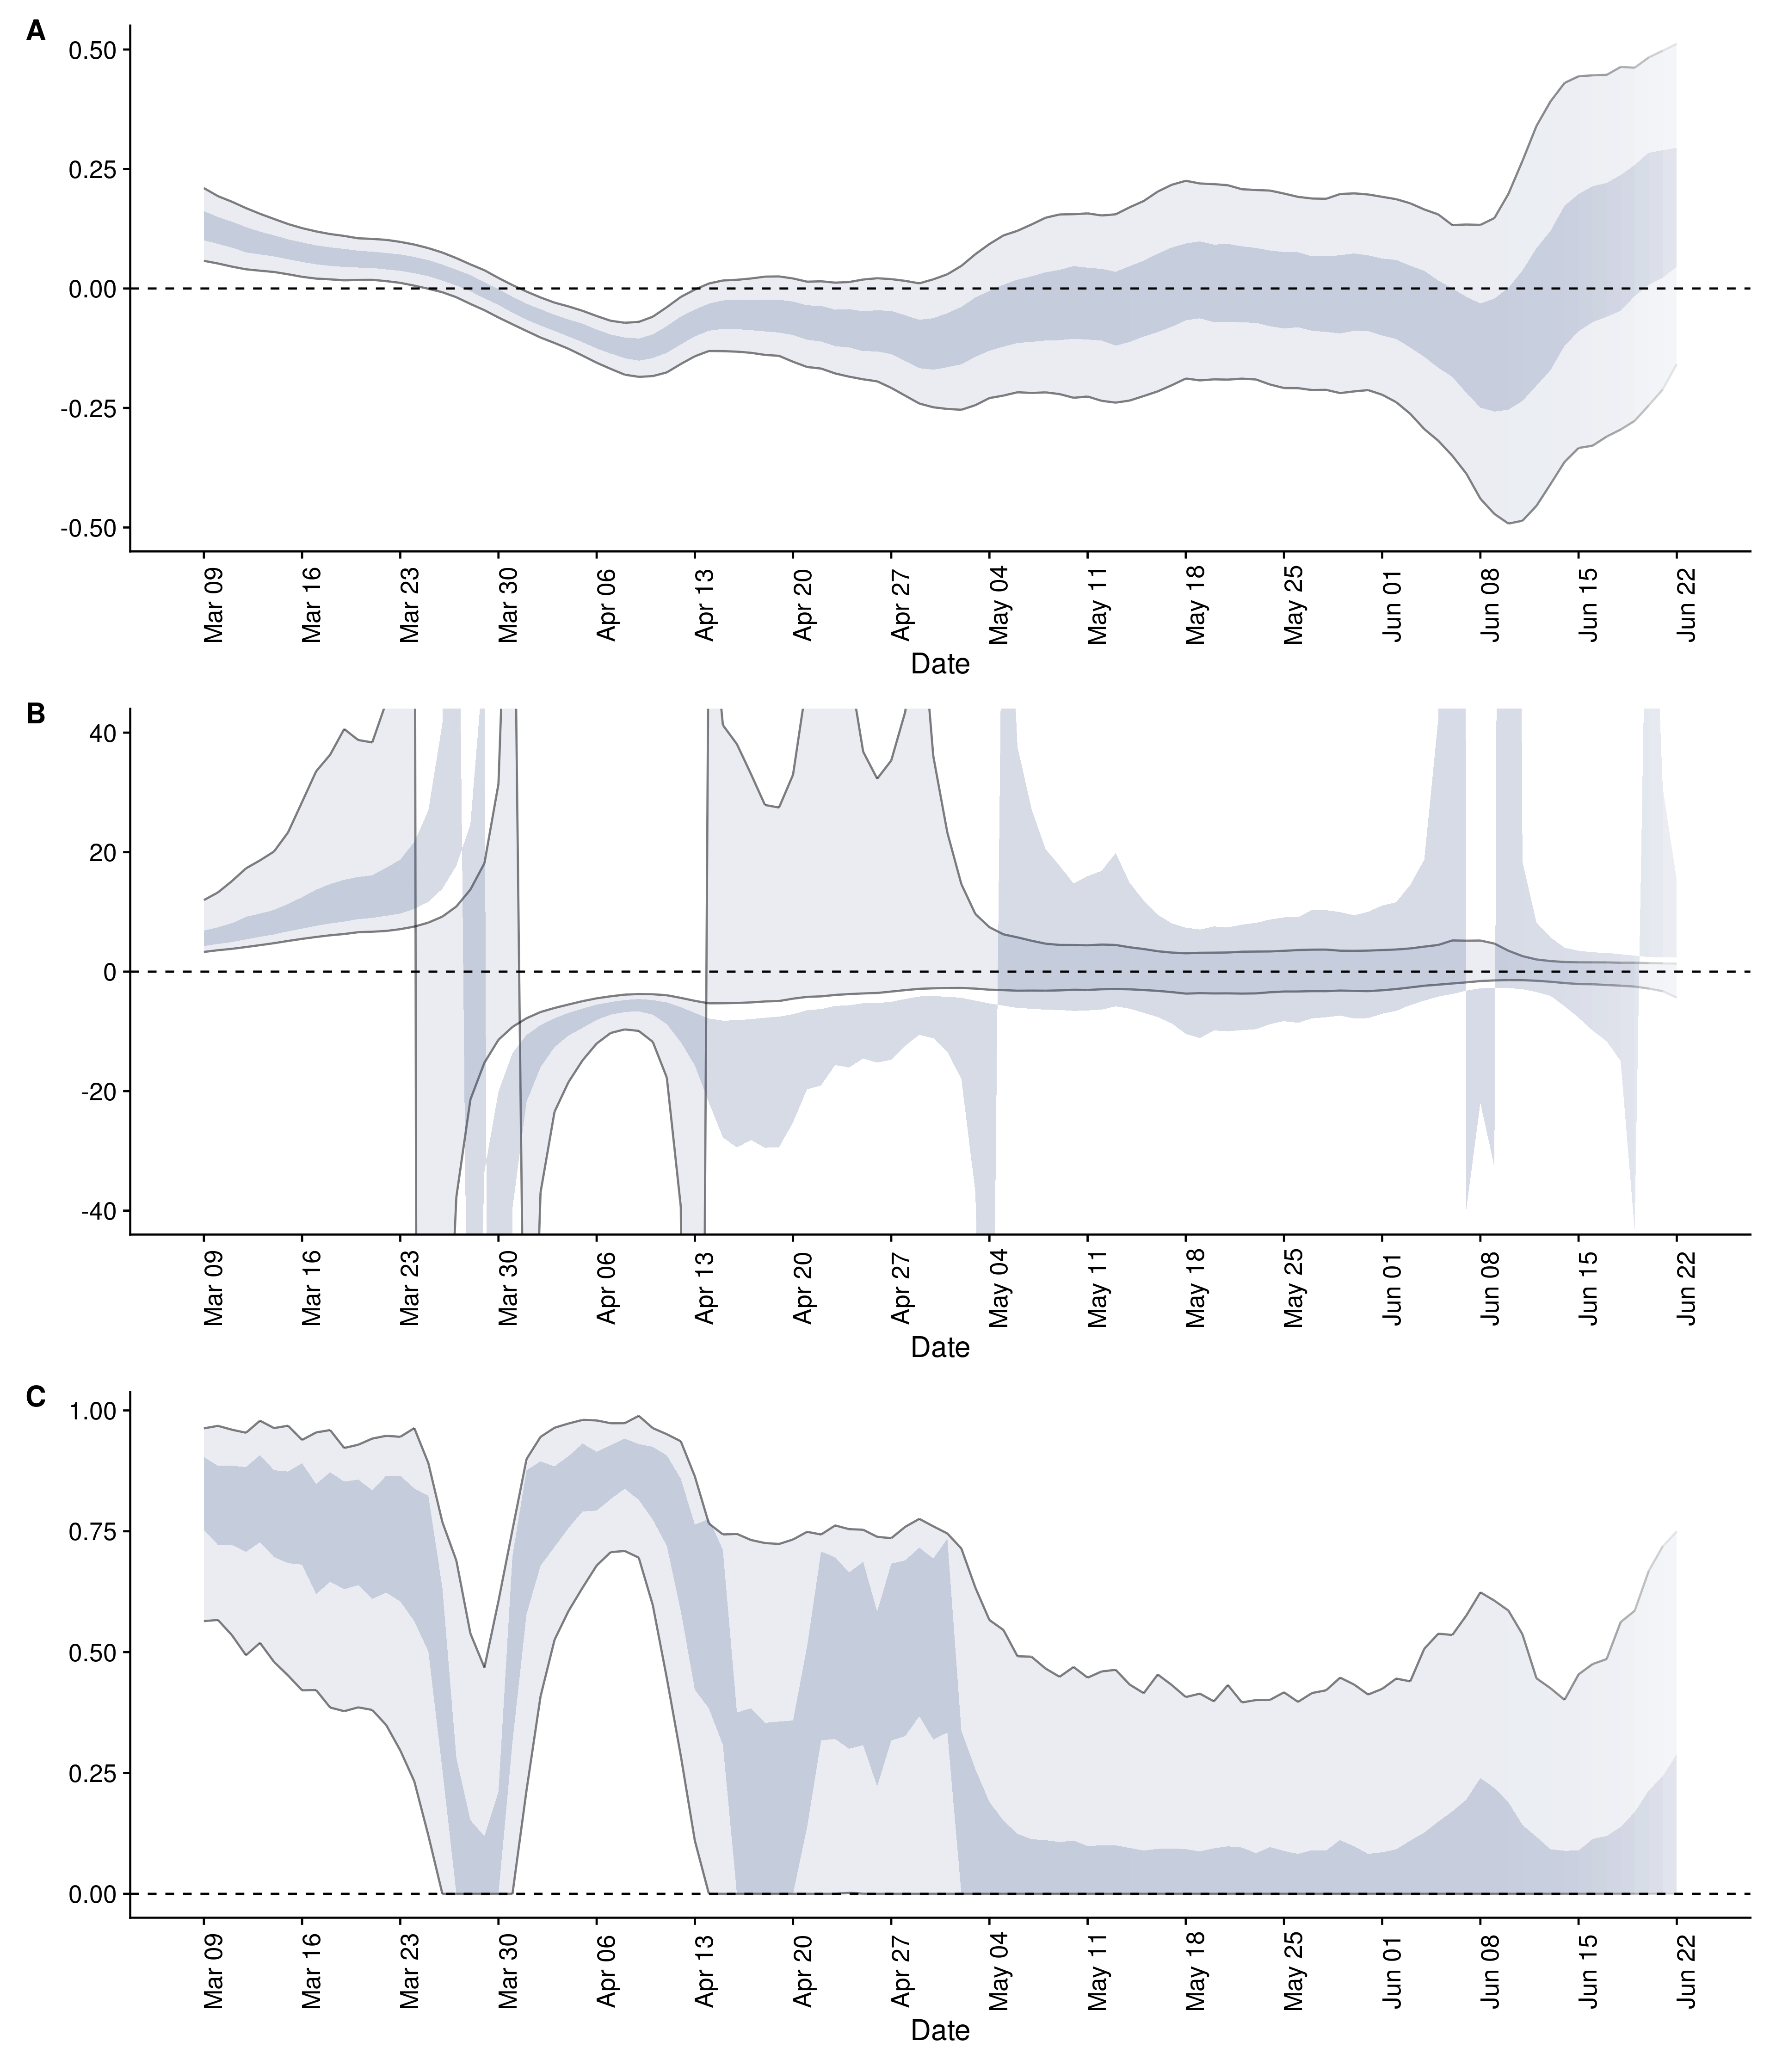 A
0.50
0.25
0.00
-0.25
-0.50
Mar 09
Mar 16
Mar 23
Mar 30
Apr 06
Apr 13
Apr 20
Apr 27
May 04
May 11
May 18
May 25
Jun 01
Jun 08
Jun 15
Jun 22
Date
B
40
20
0
-20
-40
Mar 09
Mar 16
Mar 23
Mar 30
Apr 06
Apr 13
Apr 20
Apr 27
May 04
May 11
May 18
May 25
Jun 01
Jun 08
Jun 15
Jun 22
Date
C
1.00
0.75
0.50
0.25
0.00
Mar 09
Mar 16
Mar 23
Mar 30
Apr 06
Apr 13
Apr 20
Apr 27
May 04
May 11
May 18
May 25
Jun 01
Jun 08
Jun 15
Jun 22
Date